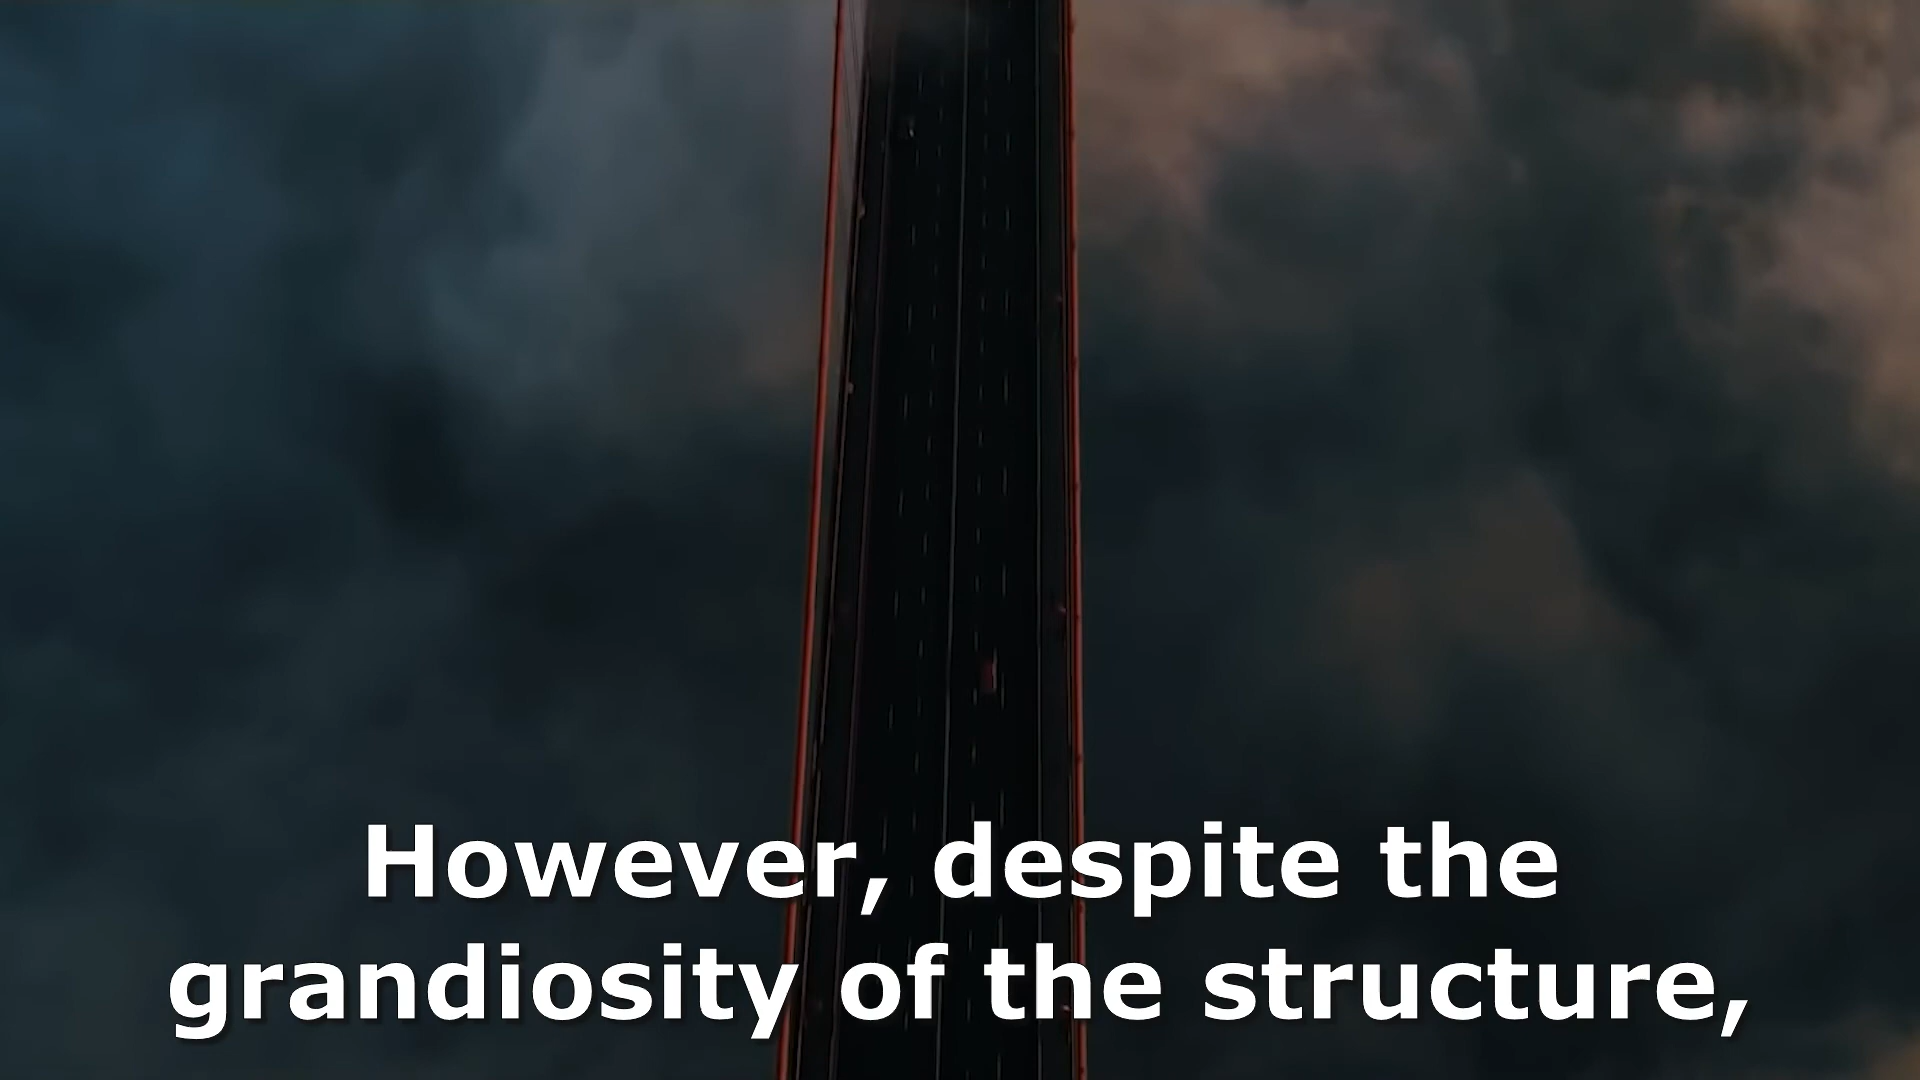 However, despite the
grandiosity of the structure,